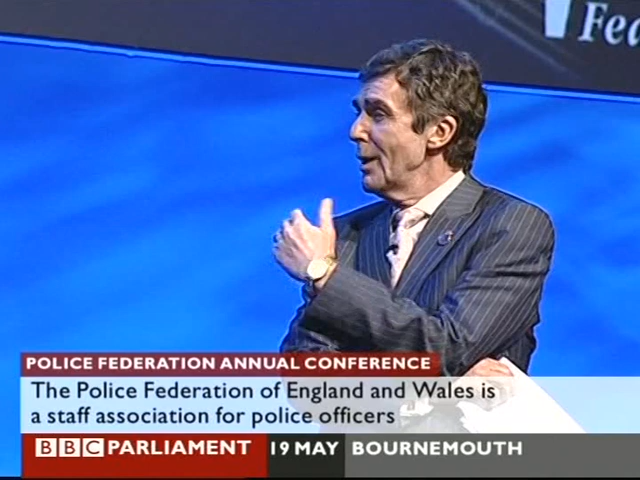 Fed
POLICE FEDERATION ANNUAL CONFERENCE
The Police Federation of England and Wales is
a staff association for police officers
BBC PARLIAMENT 19 MAY BOURNEMOUTH